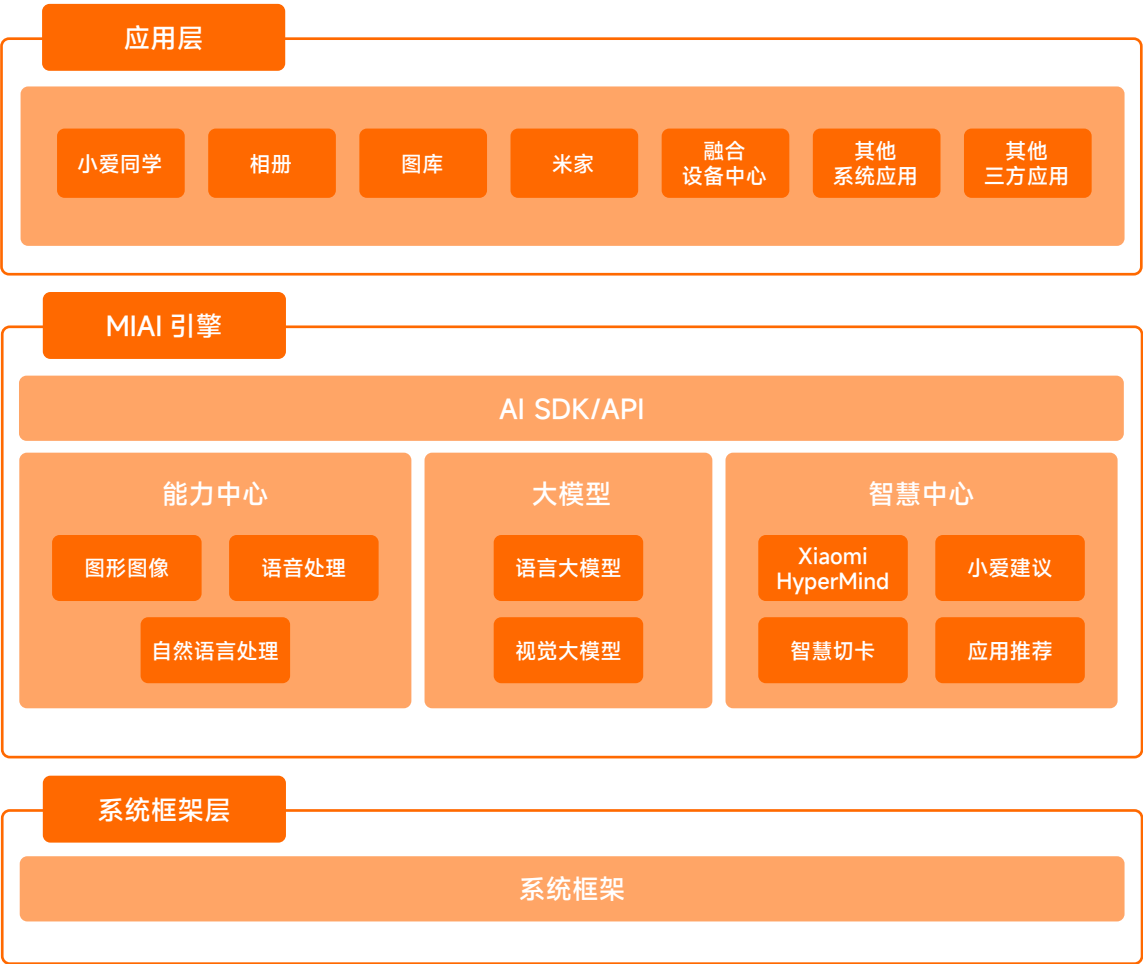 应用层
小爱同学
相册
图库
米家
融合
设备中心
其他
系统应用
其他
三方应用
MIAI 引擎
AI SDK/API
能力中心
图形图像
语音处理
自然语言处理
大模型
语言大模型
视觉大模型
智慧中心
Xiaomi
HyperMind
小爱建议
智慧切卡
应用推荐
系统框架层
系统框架